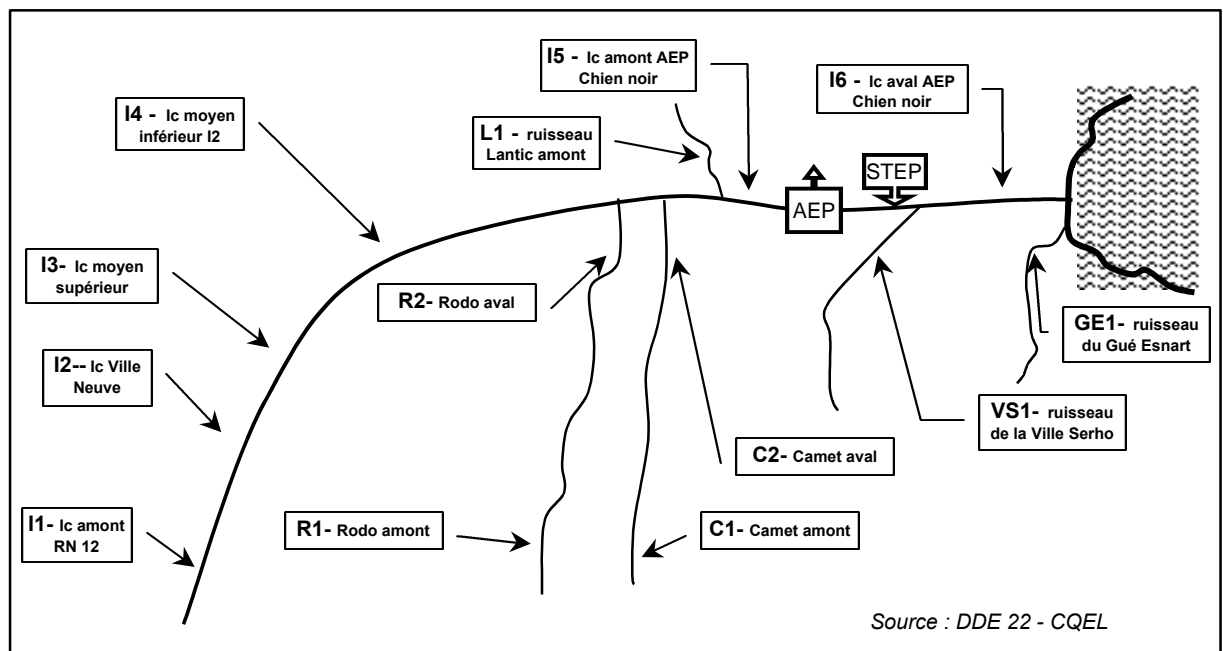 I5 - Ic amont AEP
Chien noir
I6 - Ic aval AEP
Chien noir
I4 - Ic moyen
inférieur I2
L1 - ruisseau
Lantic amont
STEP
AEP
I3- Ic moyen
supérieur
R2- Rodo aval
GE1- ruisseau
du Gué Esnart
I2-- Ic Ville
Neuve
VS1- ruisseau
de la Ville Serho
C2- Camet aval
I1- Ic amont
RN 12
R1- Rodo amont
C1- Camet amont
Source : DDE 22 - CQEL